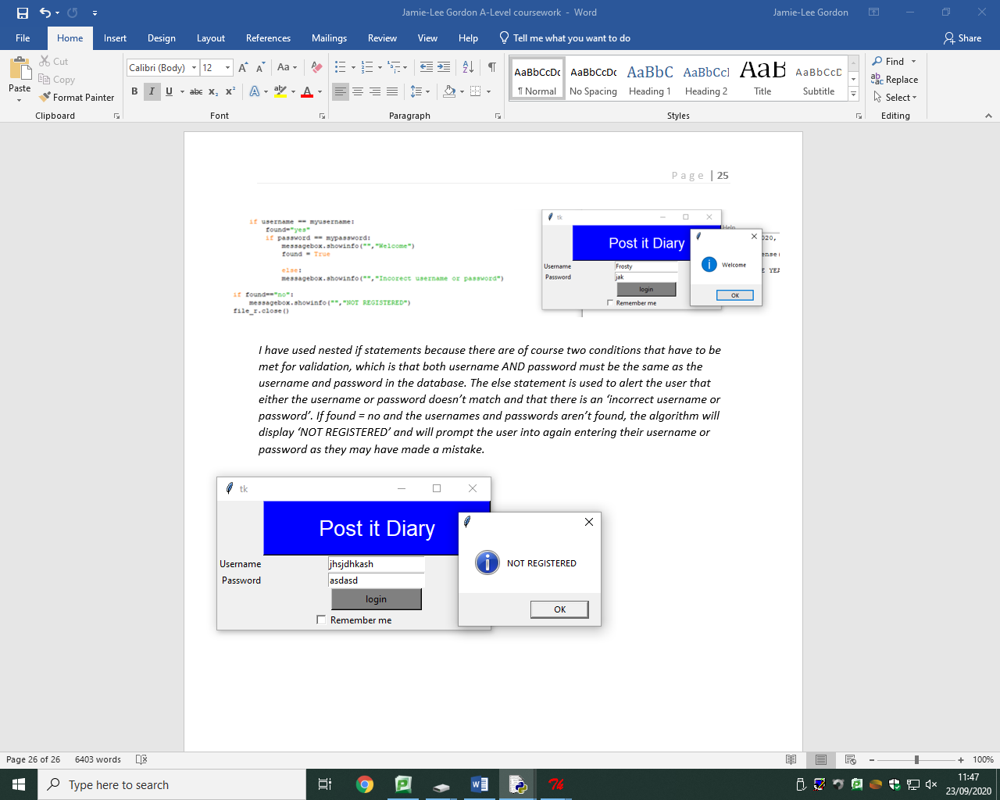 Jamie-Lee Gordon A-Level coursework - Word
Jamie-Lee Gordon
File Home Insert Design Layout References Mailings Review View Help Tell me what you want to do Share
Paste
Cut
Copy
Format Painter
Calibri (Body) 12
AaBbCcDc AaBbCcDc AaBbC AaBbCcI AaB AaBbCcD
¶ Normal No Spacing Heading 1 Heading 2 Title Subtitle
Find
Replace
Select
Clipboard Font Paragraph Styles Editing
Page | 25
if username == myusername:
found="yes"
if password == mypassword:
messagebox.showinfo("","Welcome")
found = True
else:
messagebox.showinfo("","Incorect username or password")
if found=="no":
messagebox.showinfo("","NOT REGISTERED")
file_r.close()
tk
Post it Diary
Username Frosty
Password jak
login
Remember me
Help
Welcome
OK
I have used nested if statements because there are of course two conditions that have to be
met for validation, which is that both username AND password must be the same as the
username and password in the database. The else statement is used to alert the user that
either the username or password doesn't match and that there is an ‘incorrect username or
password’. If found = no and the usernames and passwords aren’t found, the algorithm will
display ‘NOT REGISTERED’ and will prompt the user into again entering their username or
password as they may have made a mistake.
tk
Post it Diary
Username jhsjdhkash
Password asdasd
login
Remember me
NOT REGISTERED
OK
Page 26 of 26 6403 words
100%
Type here to search
11:47
23/09/2020